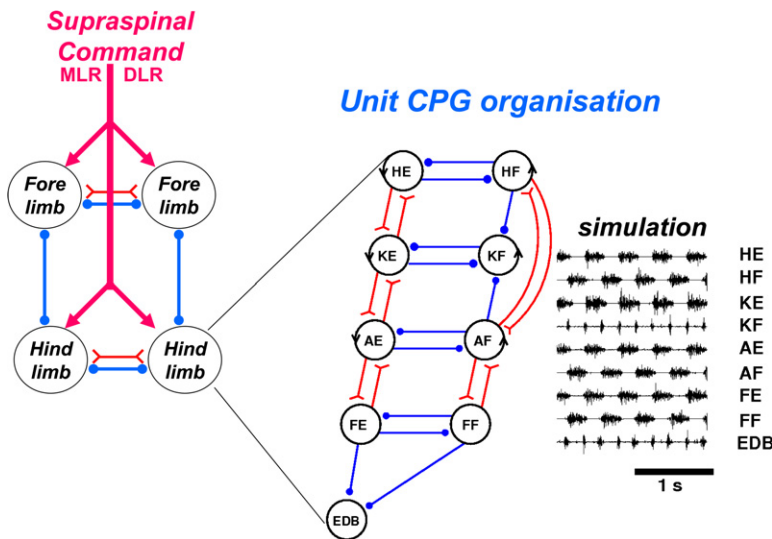 Supraspinal
Command
MLR DLR
Unit CPG organisation
Fore
limb
Fore
limb
Hind
limb
Hind
limb
HE
HF
KE
KF
AE
AF
FE
FF
EDB
simulation
HE
HF
KE
KF
AE
AF
FE
FF
EDB
1 s